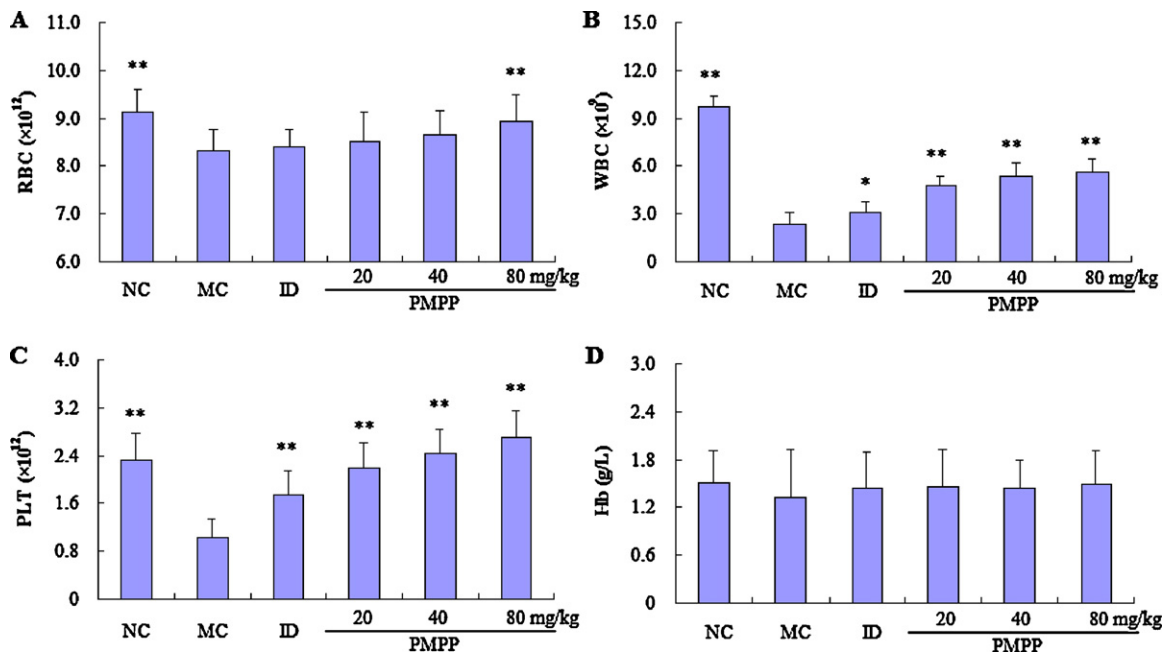 A
RBC (×10¹²)
11.0
10.0
9.0
8.0
7.0
6.0
**
**
NC
MC
ID
20
40
80 mg/kg
PMPP
B
WBC (×10⁹)
15.0
12.0
9.0
6.0
3.0
0
**
*
**
**
**
NC
MC
ID
20
40
80 mg/kg
PMPP
C
PLT (×10¹²)
4.0
3.2
2.4
1.6
0.8
0
**
**
**
**
**
NC
MC
ID
20
40
80 mg/kg
PMPP
D
Hb (g/L)
3.0
2.4
1.8
1.2
0.6
0
NC
MC
ID
20
40
80 mg/kg
PMPP